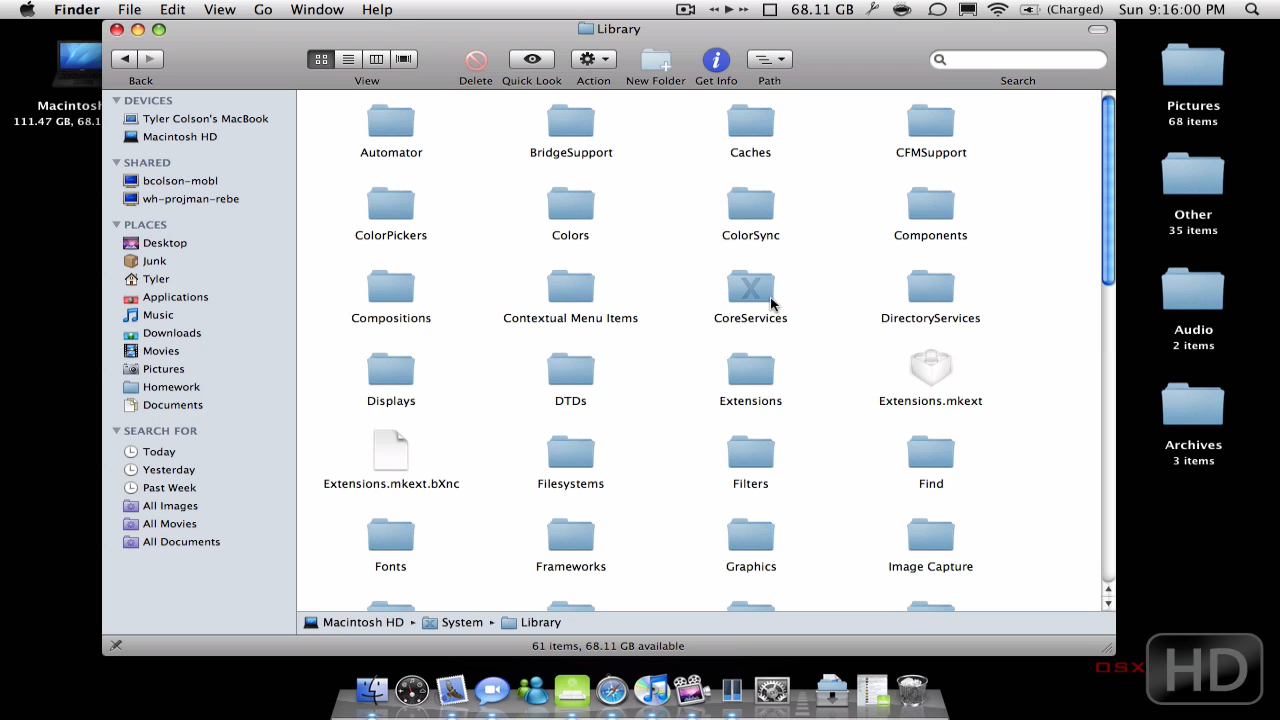 Finder File Edit View Go Window Help 68.11 GB (Charged) Sun 9:16:00 PM
Library
Back View Delete Quick Look Action New Folder Get Info Path Search
Macintosh
111.47 GB, 68.1
DEVICES
Tyler Colson's MacBook
Macintosh HD
SHARED
bcolson-mobl
wh-projman-rebe
PLACES
Desktop
Junk
Tyler
Applications
Music
Downloads
Movies
Pictures
Homework
Documents
SEARCH FOR
Today
Yesterday
Past Week
All Images
All Movies
All Documents
Automator BridgeSupport Caches CFMSupport
ColorPickers Colors ColorSync Components
Compositions Contextual Menu Items CoreServices DirectoryServices
Displays DTDs Extensions Extensions.mkext
Extensions.mkext.bXnc Filesystems Filters Find
Fonts Frameworks Graphics Image Capture
Macintosh HD System Library
61 items, 68.11 GB available
Pictures
68 items
Other
35 items
Audio
2 items
Archives
3 items
OSX HD